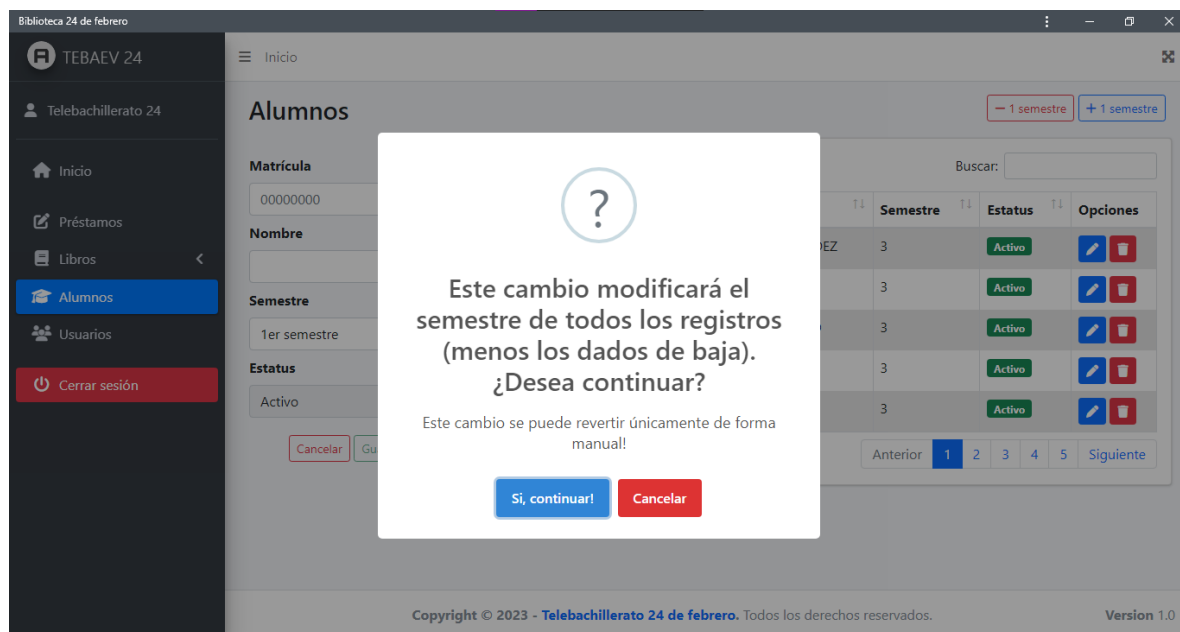 Biblioteca 24 de febrero
TEBAEV 24
Inicio
Telebachillerato 24
Alumnos
1 semestre
+ 1 semestre
Inicio
Préstamos
Libros
Alumnos
Usuarios
Cerrar sesión
Matrícula
00000000
Nombre
Semestre
1er semestre
Estatus
Activo
Cancelar
Este cambio modificará el
semestre de todos los registros
(menos los dados de baja).
¿Desea continuar?
Este cambio se puede revertir únicamente de forma
manual!
Si, continuar!
Cancelar
Buscar:
Semestre Estatus Opciones
3 Activo
3 Activo
3 Activo
3 Activo
3 Activo
Anterior 1 2 3 4 5 Siguiente
Copyright © 2023 - Telebachillerato 24 de febrero. Todos los derechos reservados.
Version 1.0